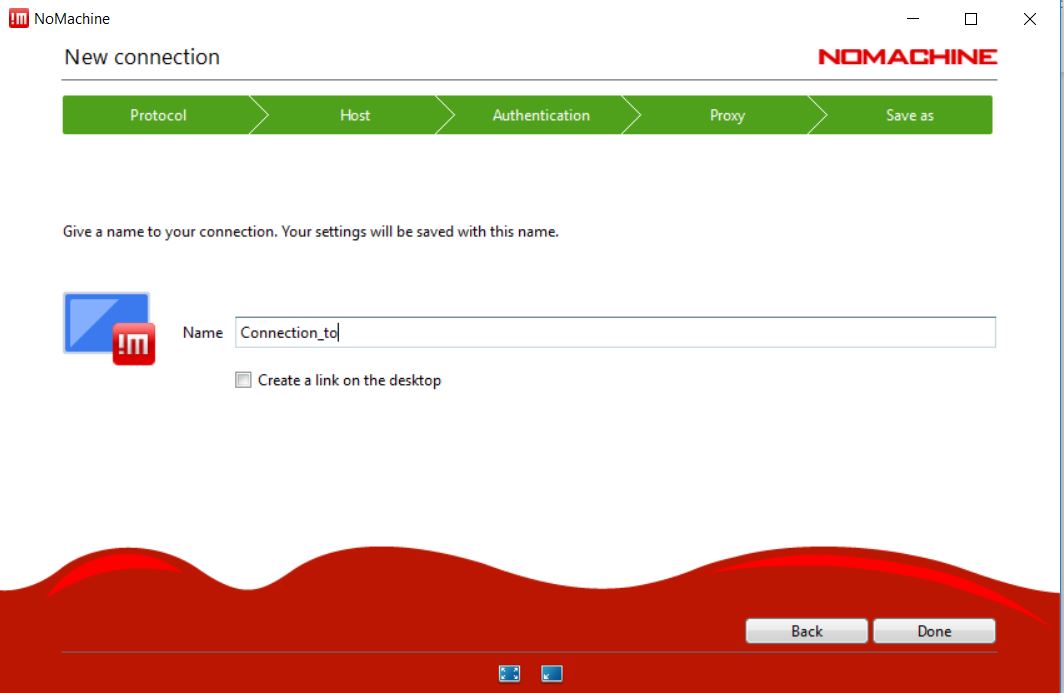 !M NoMachine
New connection
NOMACHINE
Protocol Host Authentication Proxy Save as
Give a name to your connection. Your settings will be saved with this name.
!M
Name Connection_to
Create a link on the desktop
Back Done